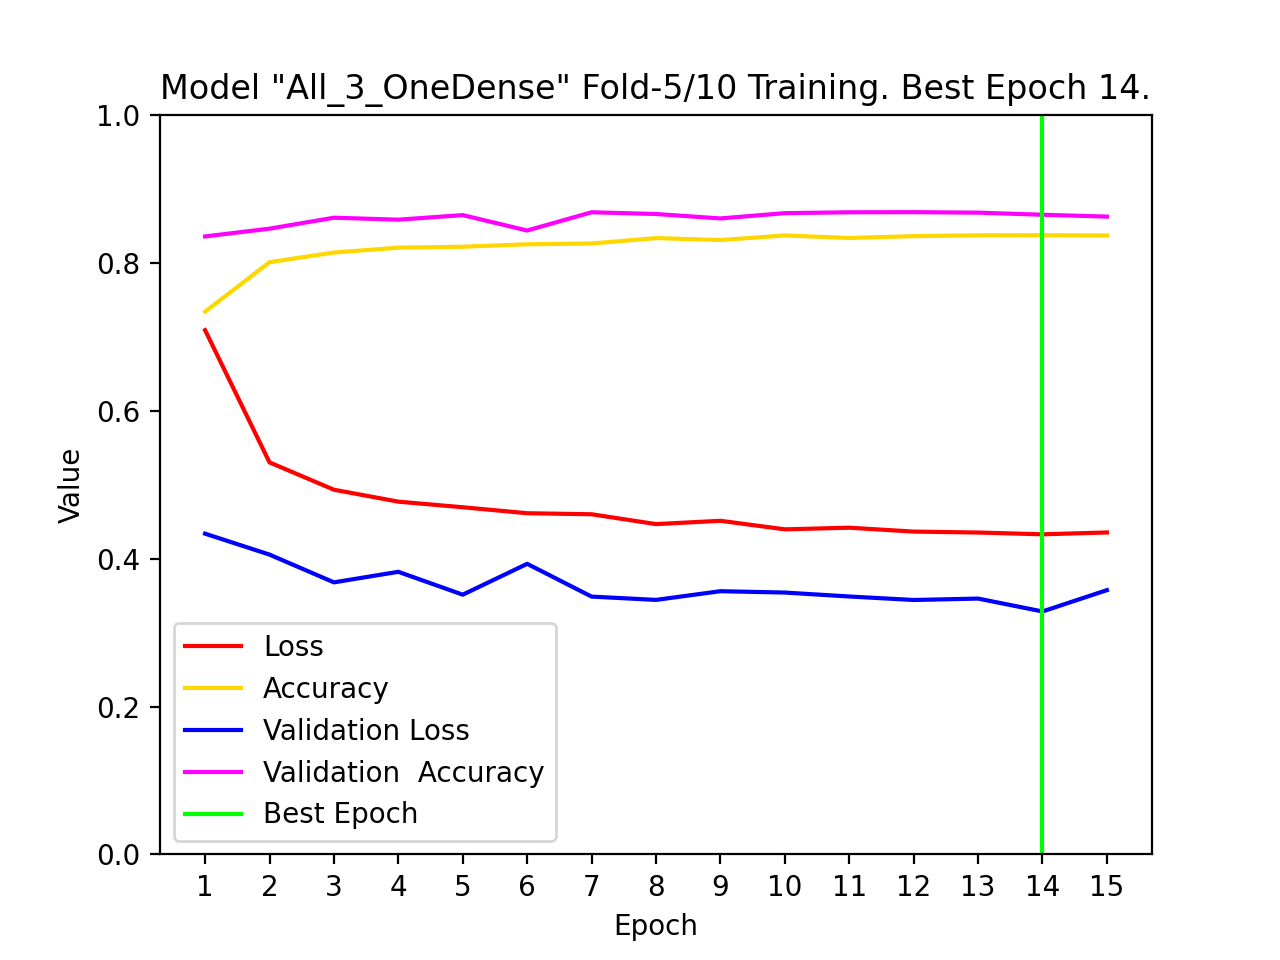 Model "All_3_OneDense" Fold-5/10 Training. Best Epoch 14.
1.0
0.8
0.6
0.4
0.2
0.0
Value
Loss
Accuracy
Validation Loss
Validation  Accuracy
Best Epoch
1 2 3 4 5 6 7 8 9 10 11 12 13 14 15
Epoch